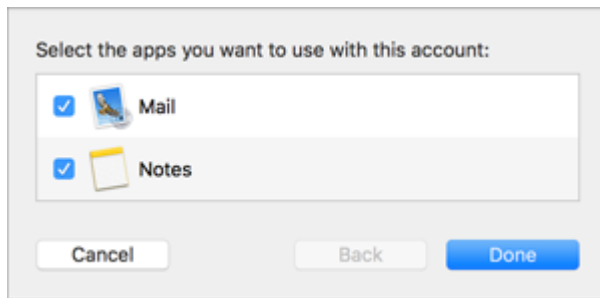 Select the apps you want to use with this account:
Mail
Notes
Cancel Back Done